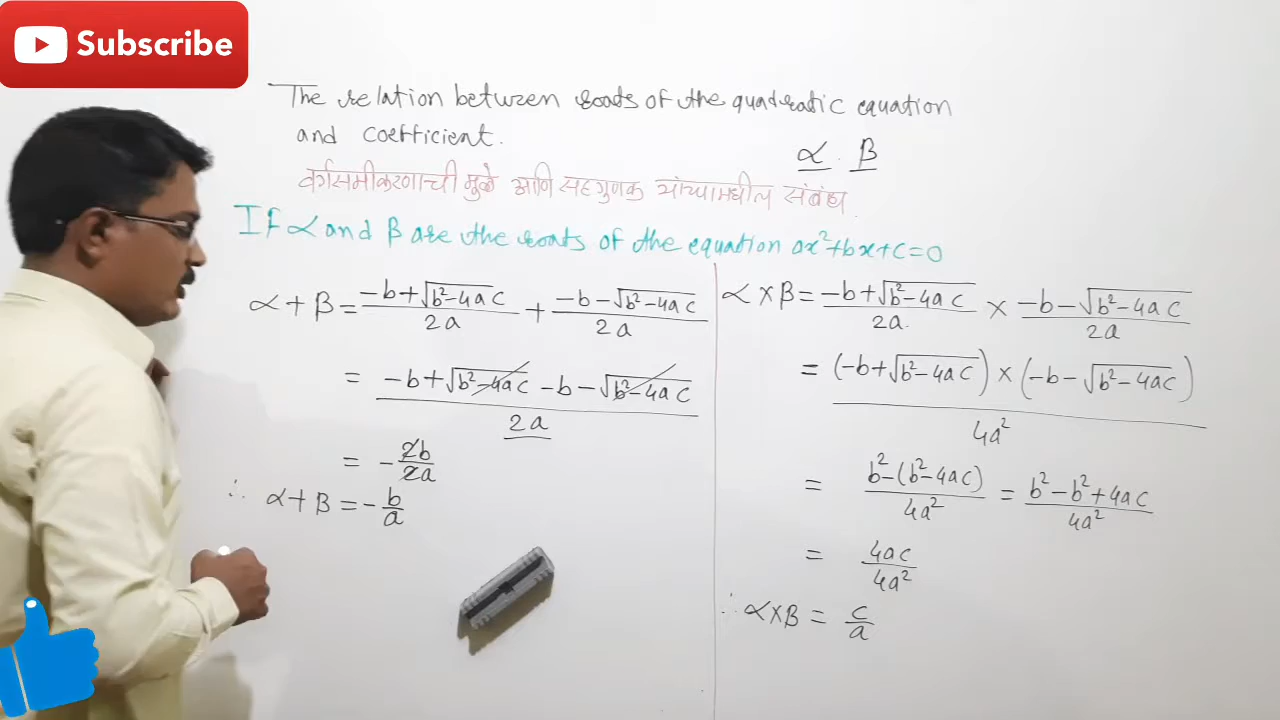 Subscribe
The relation between roots of the quadratic equation
and coefficient.
α . β
वर्गसमीकरणाची मुळे आणि सहगुणक यांच्यामधील संबंध
If α and β are the roots of the equation ax²+bx+c=0
α+β = (-b+√(b²-4ac))/2a + (-b-√(b²-4ac))/2a
= (-b+√(b²-4ac) -b-√(b²-4ac))/2a
= -2b/2a
∴ α+β = -b/a
α×β = (-b+√(b²-4ac))/2a × (-b-√(b²-4ac))/2a
= ((-b+√(b²-4ac)) × (-b-√(b²-4ac)))/4a²
= (b²-(b²-4ac))/4a² = (b²-b²+4ac)/4a²
= 4ac/4a²
∴ α×β = c/a